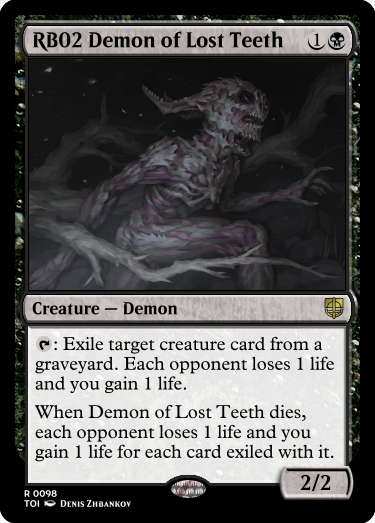 RB02 Demon of Lost Teeth 1
Creature — Demon
: Exile target creature card from a
graveyard. Each opponent loses 1 life
and you gain 1 life.
When Demon of Lost Teeth dies,
each opponent loses 1 life and you
gain 1 life for each card exiled with it.
2/2
R 0098
TOI DENIS ZHBANKOV